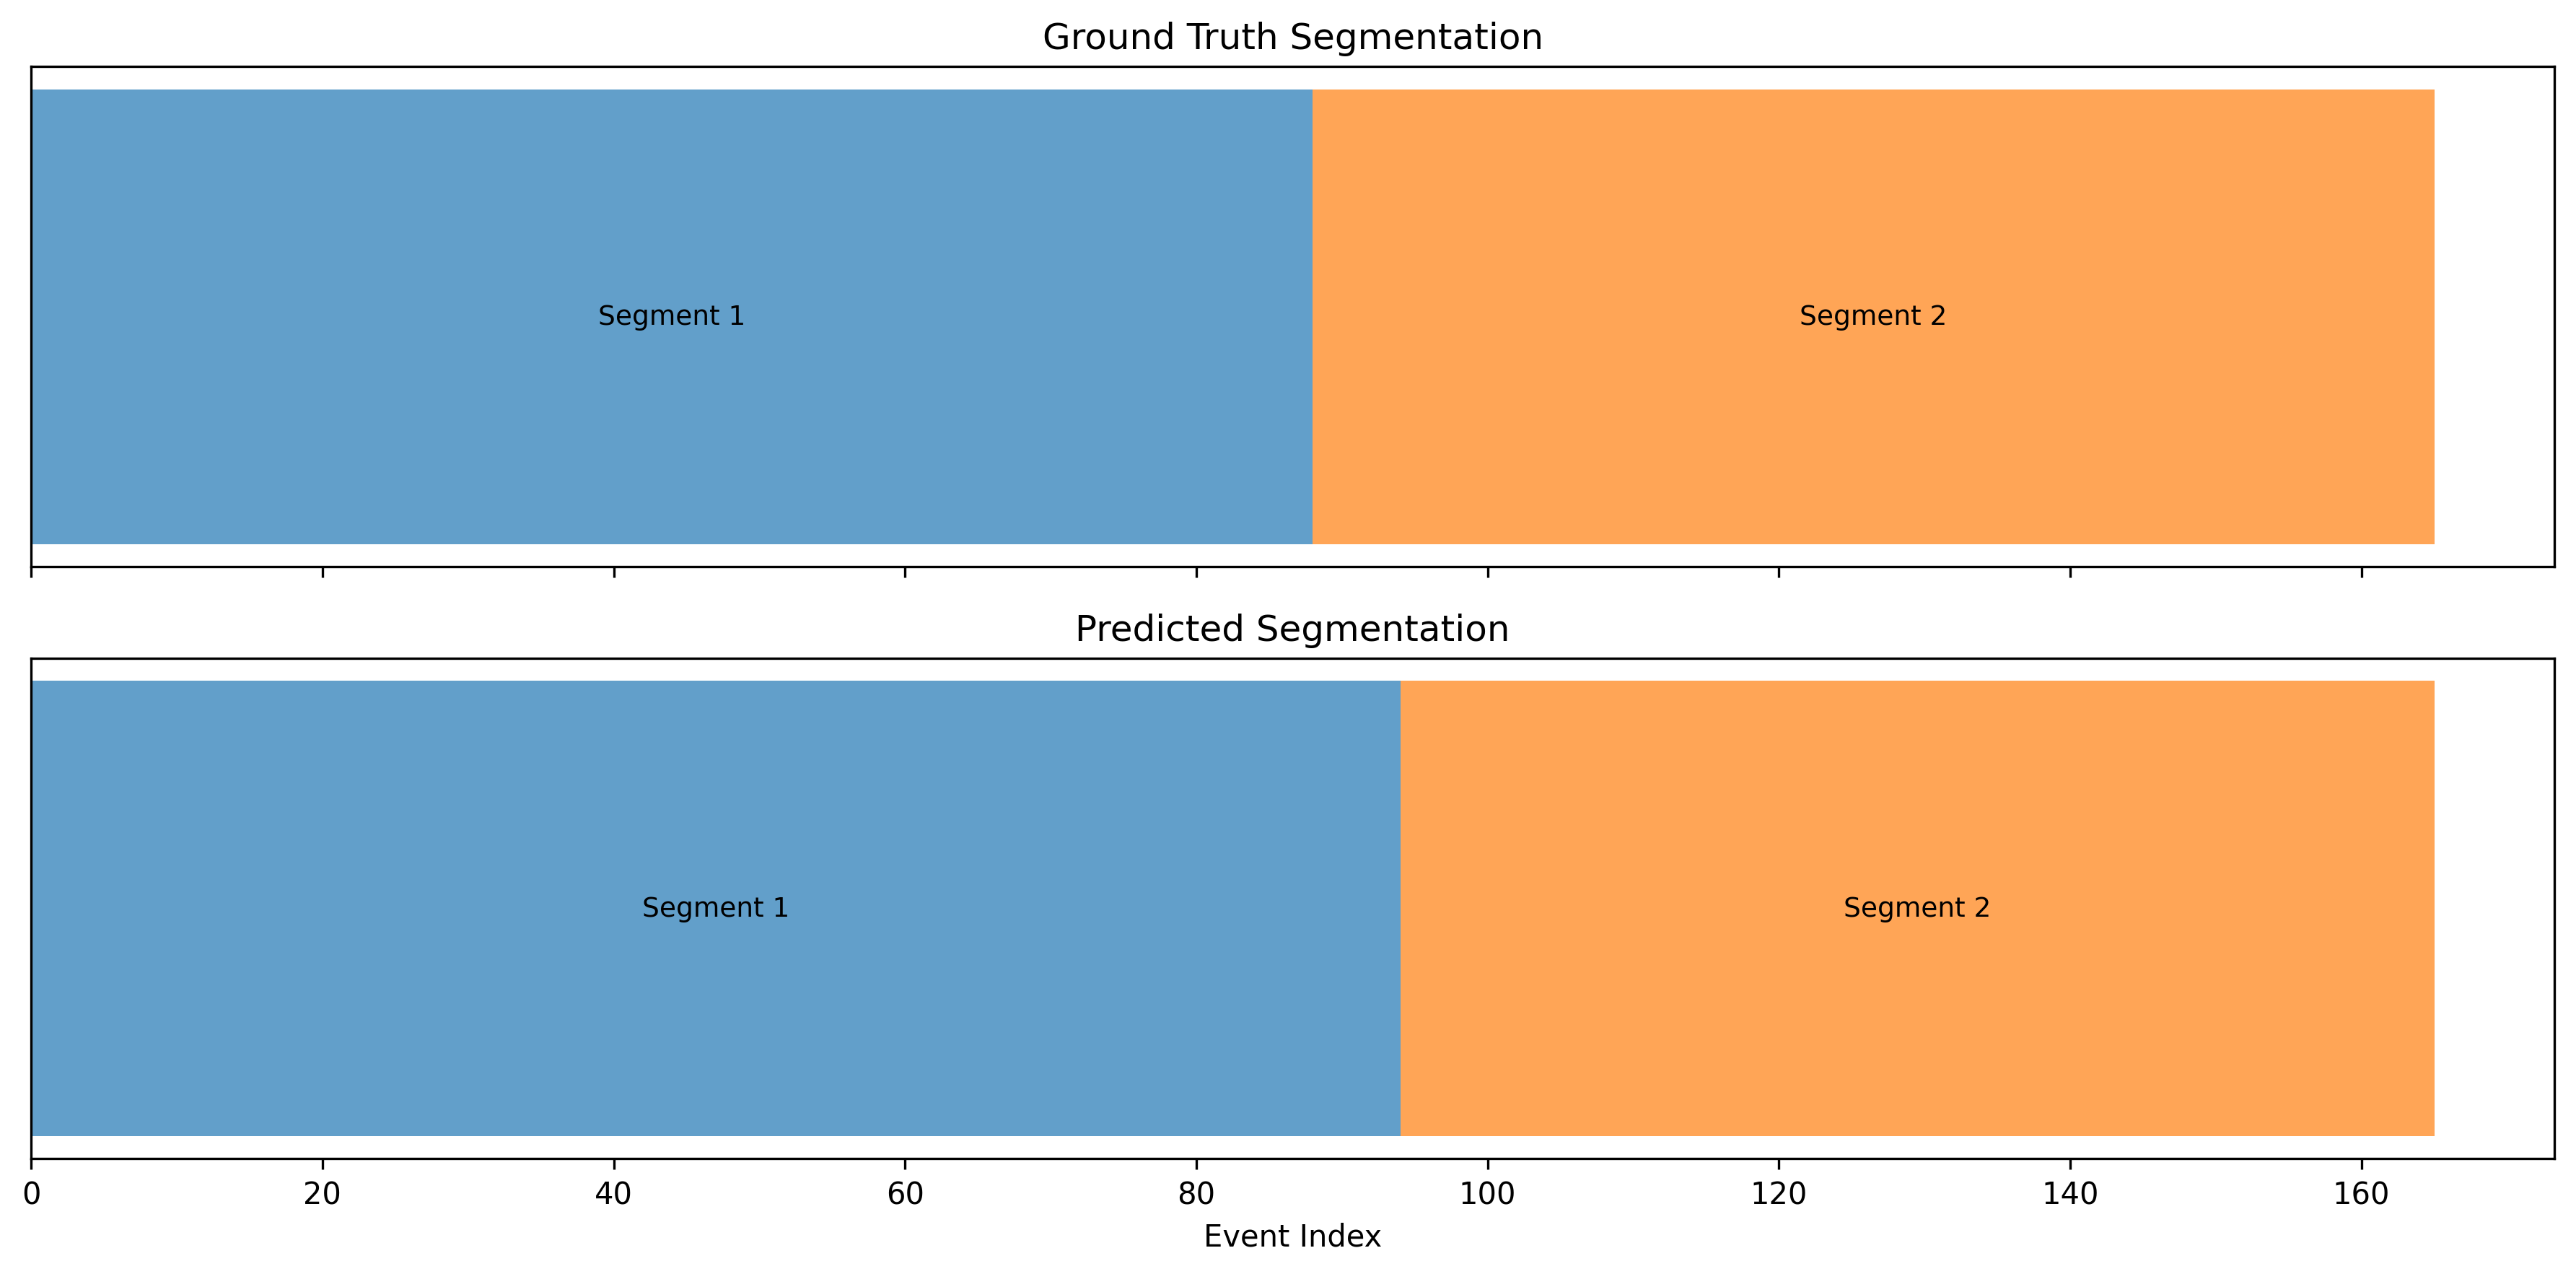 Ground Truth Segmentation
Segment 1 Segment 2
Predicted Segmentation
Segment 1 Segment 2
0 20 40 60 80 100 120 140 160
Event Index